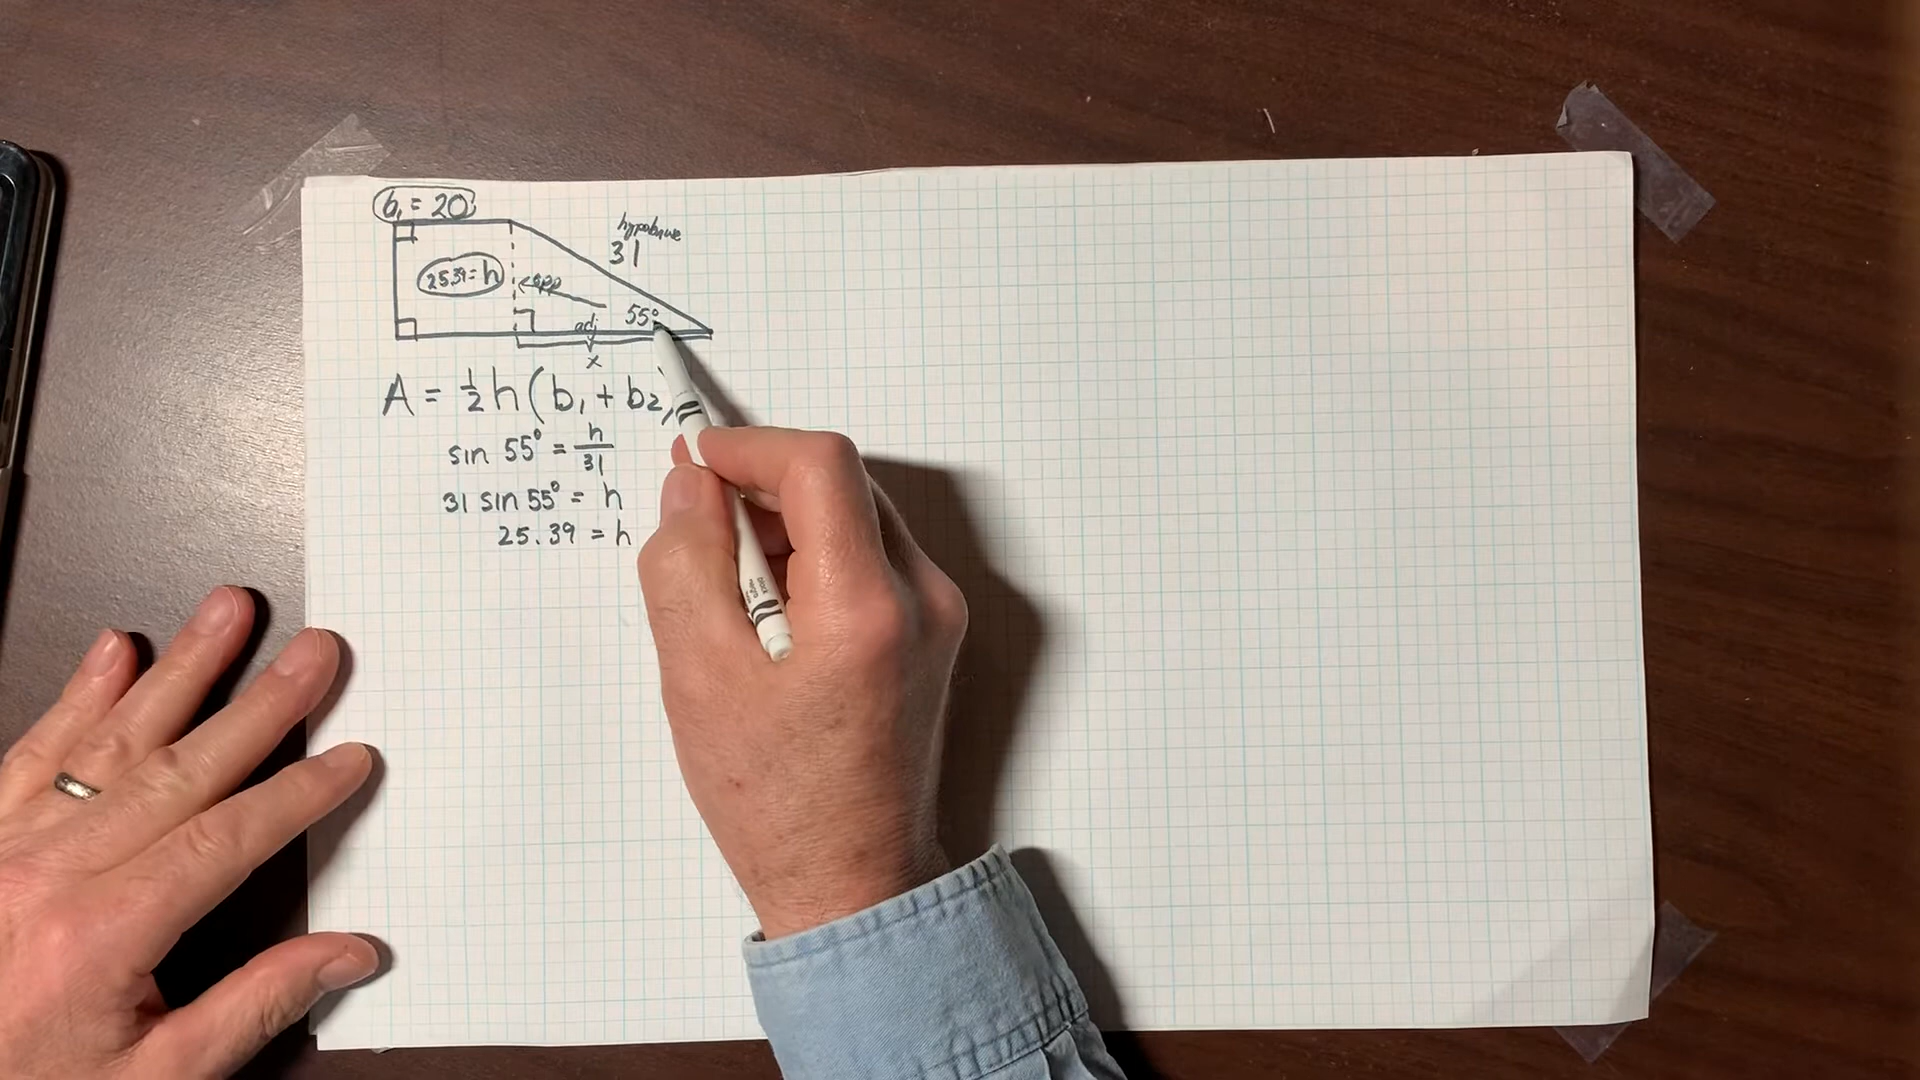 b₁ = 20
31
25.39 = h
opp
55°
adj
x
A = ½ h (b₁ + b₂)
sin 55° = h/31
31 sin 55° = h
25.39 = h
black